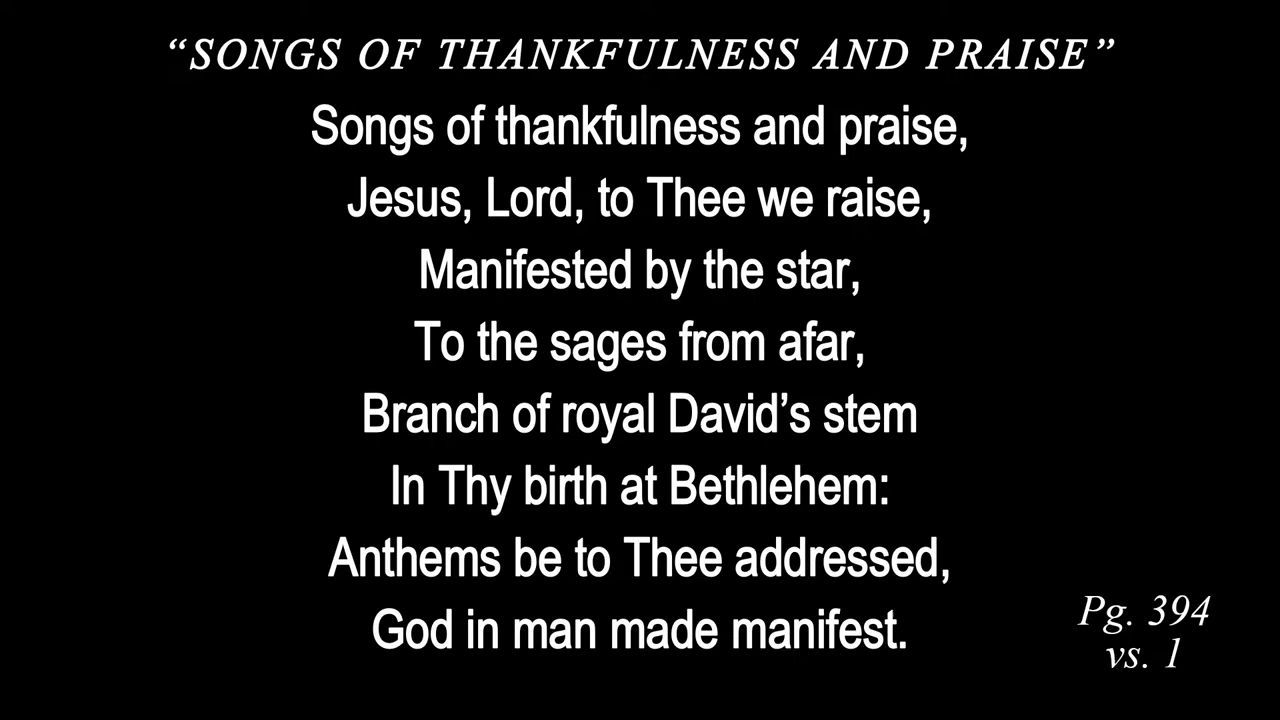 “SONGS OF THANKFULNESS AND PRAISE”
Songs of thankfulness and praise,
Jesus, Lord, to Thee we raise,
Manifested by the star,
To the sages from afar,
Branch of royal David’s stem
In Thy birth at Bethlehem:
Anthems be to Thee addressed,
God in man made manifest.
Pg. 394
vs. 1